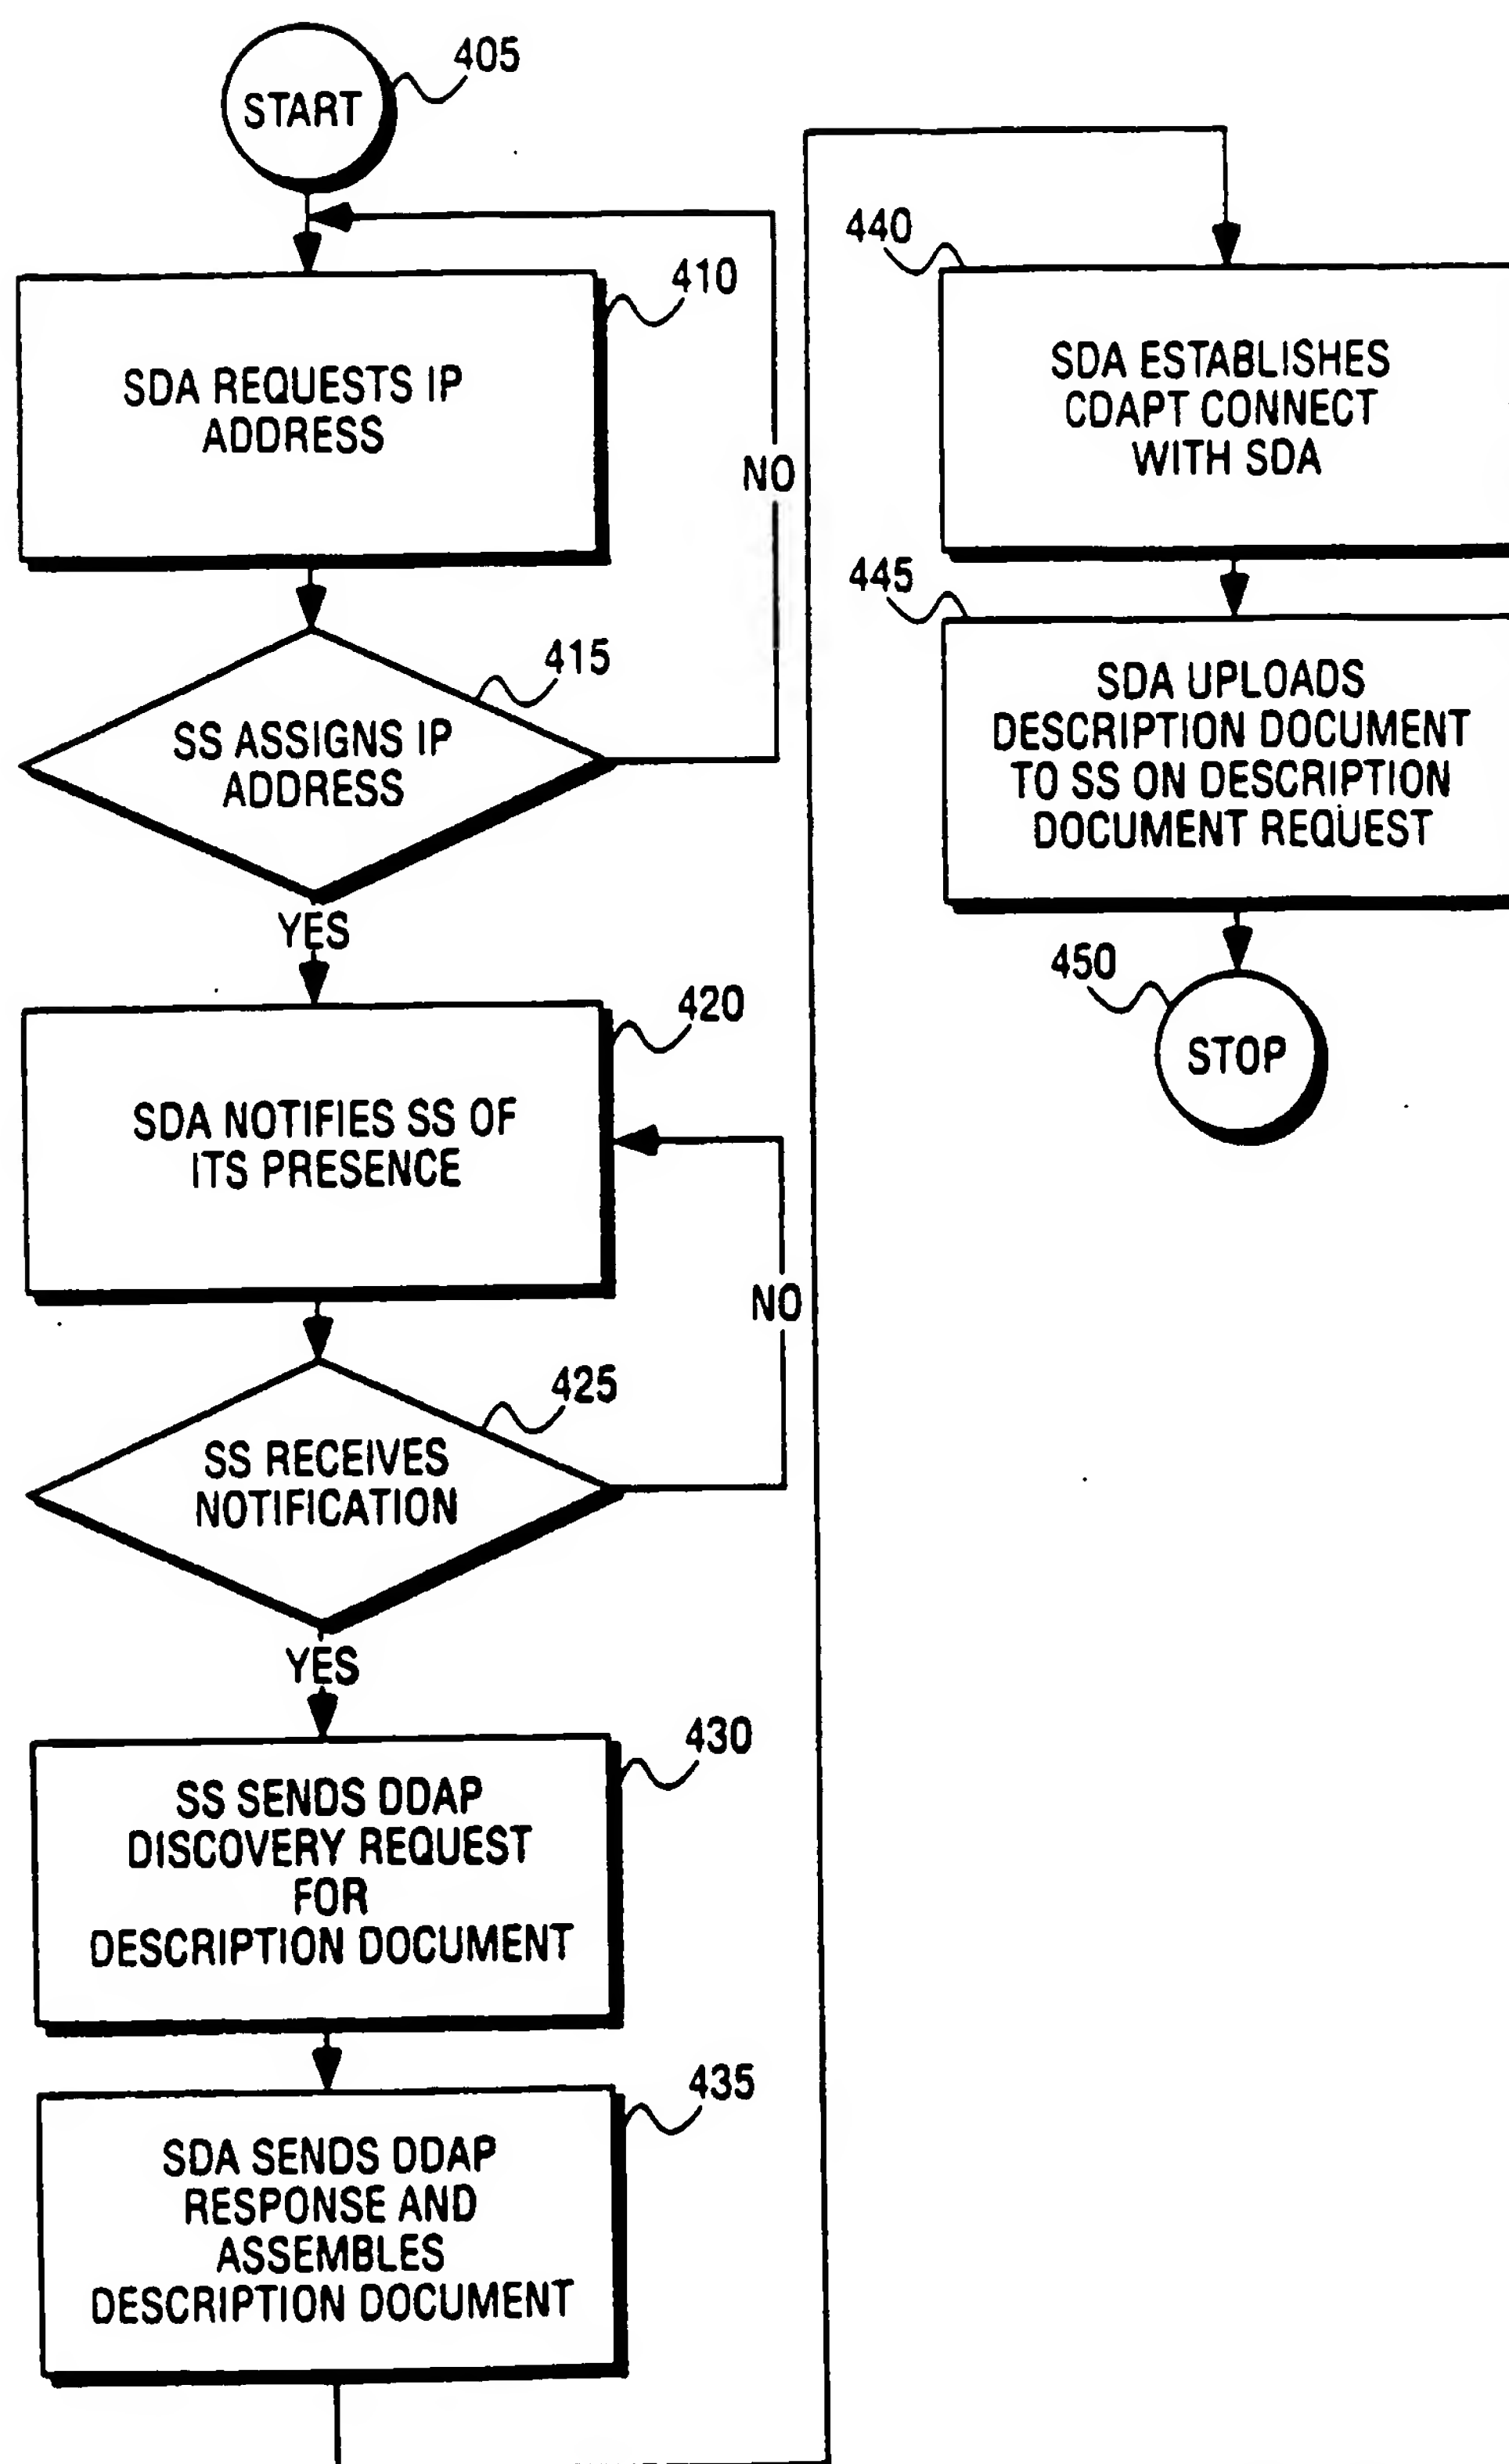 START
405
SDA REQUESTS IP
ADDRESS
410
SS ASSIGNS IP
ADDRESS
415
NO
YES
SDA NOTIFIES SS OF
ITS PRESENCE
420
SS RECEIVES
NOTIFICATION
425
NO
YES
SS SENDS DDAP
DISCOVERY REQUEST
FOR
DESCRIPTION DOCUMENT
430
SDA SENDS DDAP
RESPONSE AND
ASSEMBLES
DESCRIPTION DOCUMENT
435
440
SDA ESTABLISHES
CDAPT CONNECT
WITH SDA
445
SDA UPLOADS
DESCRIPTION DOCUMENT
TO SS ON DESCRIPTION
DOCUMENT REQUEST
450
STOP